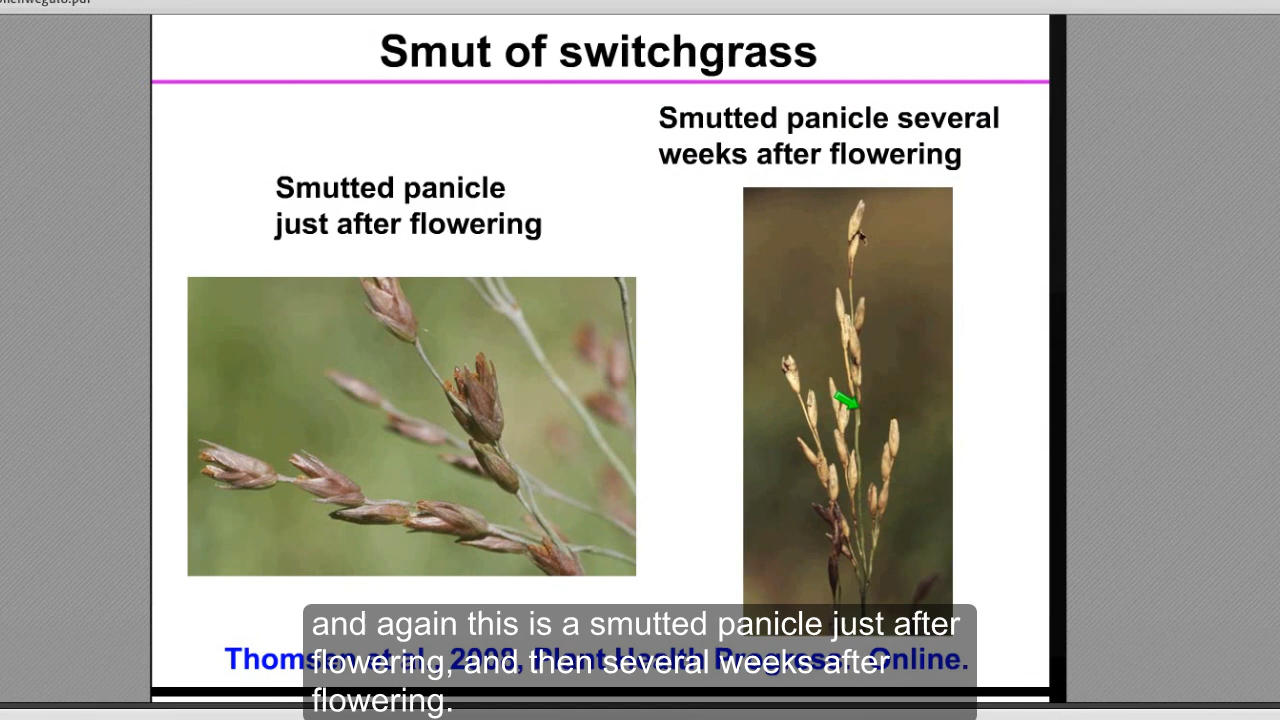 Smut of switchgrass
Smutted panicle several
weeks after flowering
Smutted panicle
just after flowering
and again this is a smutted panicle just after
flowering, and then several weeks after
flowering.
Online.